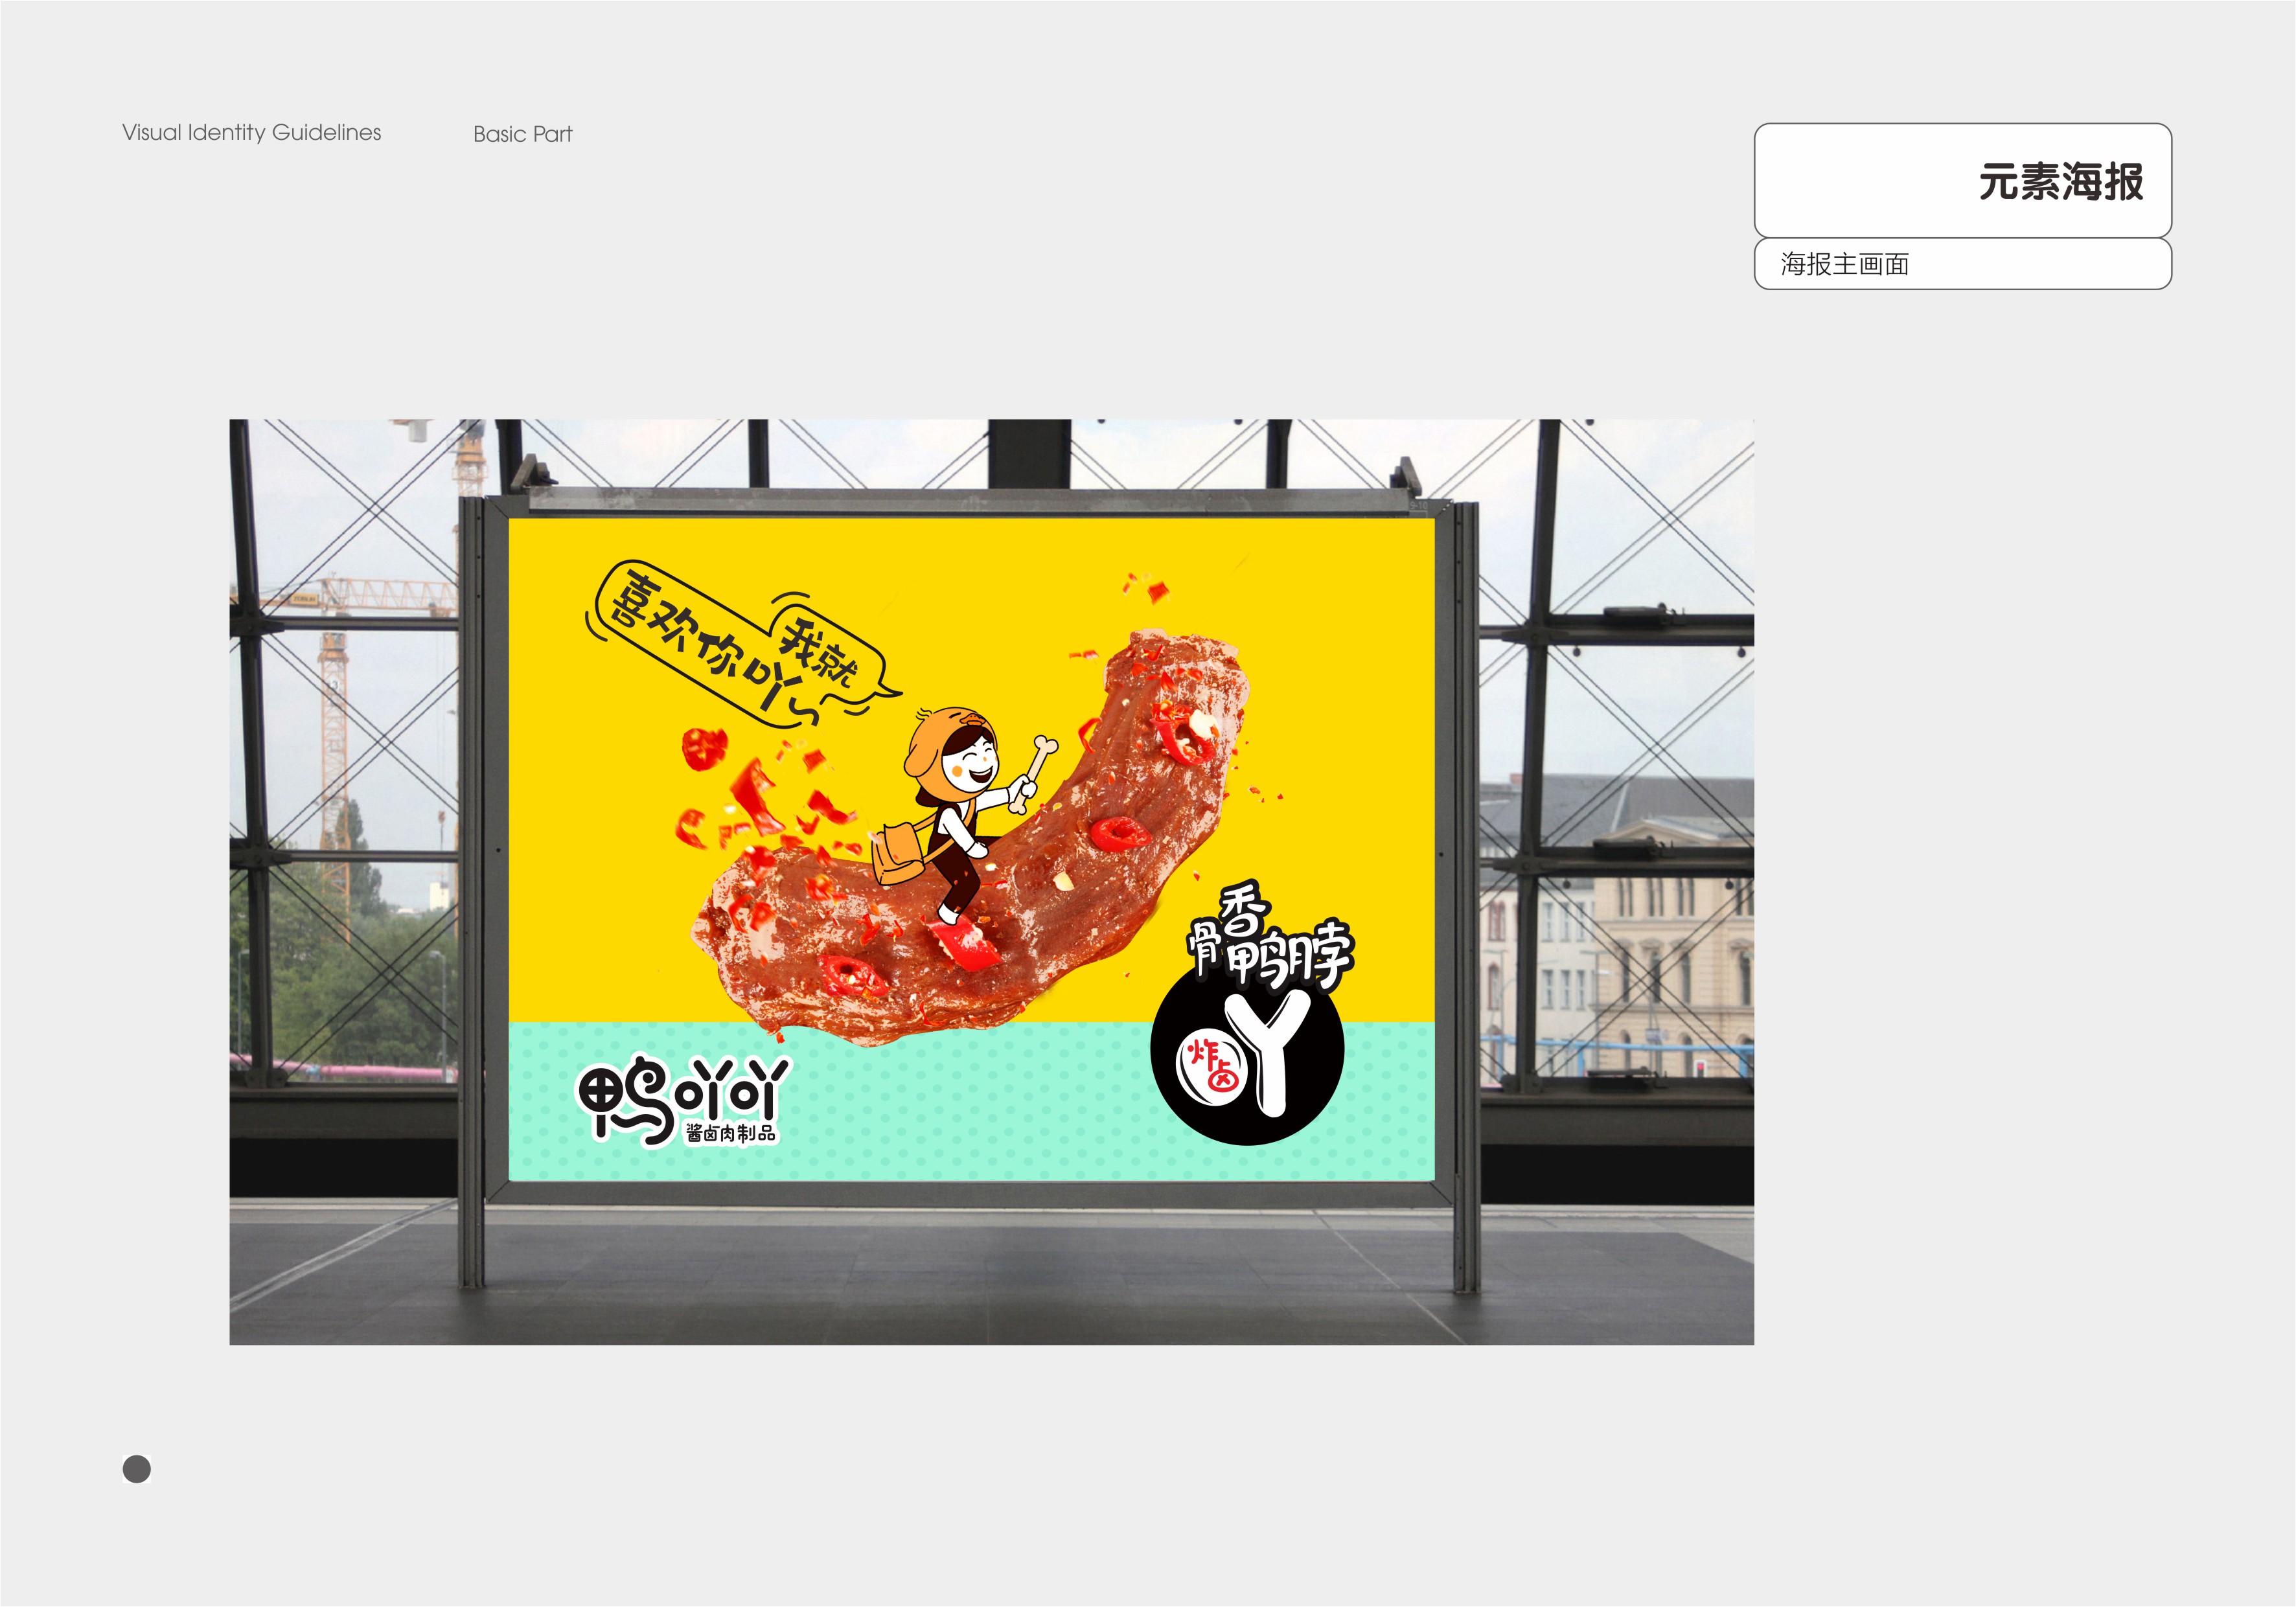 Visual Identity Guidelines
Basic Part
元素海报
海报主画面
我就
喜欢你吖
香
骨鸭脖
炸卤
吖
鸭吖吖
酱卤肉制品